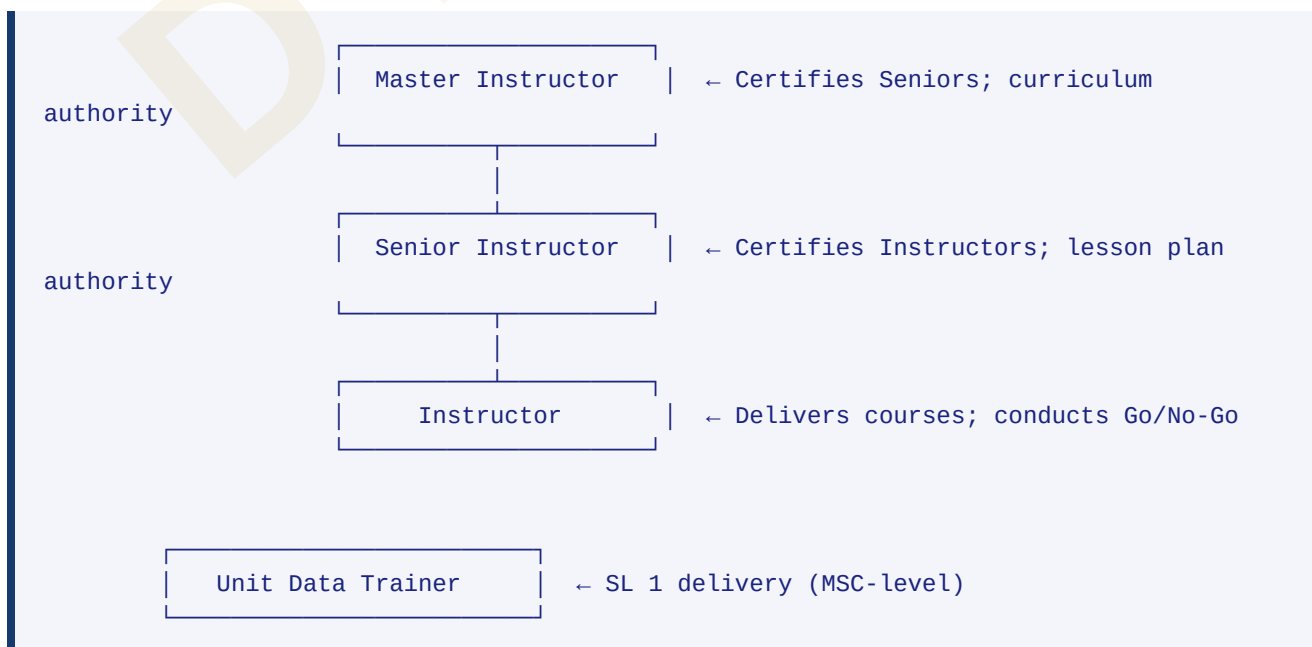 Master Instructor ← Certifies Seniors; curriculum
authority
Senior Instructor ← Certifies Instructors; lesson plan
authority
Instructor ← Delivers courses; conducts Go/No-Go
Unit Data Trainer ← SL 1 delivery (MSC-level)